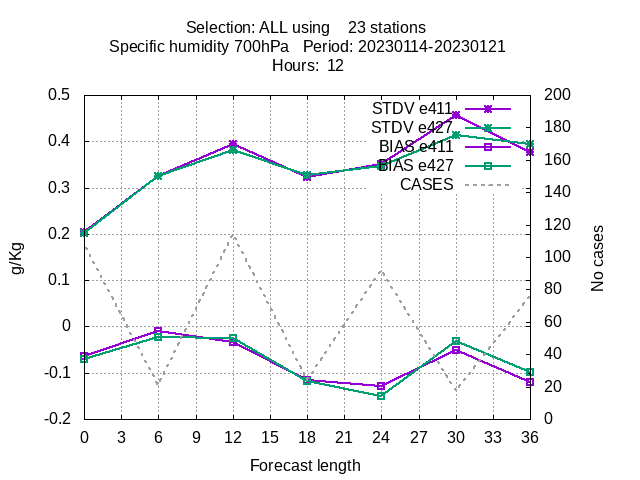 Selection: ALL using 23 stations
Specific humidity 700hPa Period: 20230114-20230121
Hours: 12
0.5
0.4
0.3
0.2
0.1
0
-0.1
-0.2
g/Kg
STDV e411
STDV e427
BIAS e411
BIAS e427
CASES
200
180
160
140
120
100
80
60
40
20
0
No cases
0 3 6 9 12 15 18 21 24 27 30 33 36
Forecast length